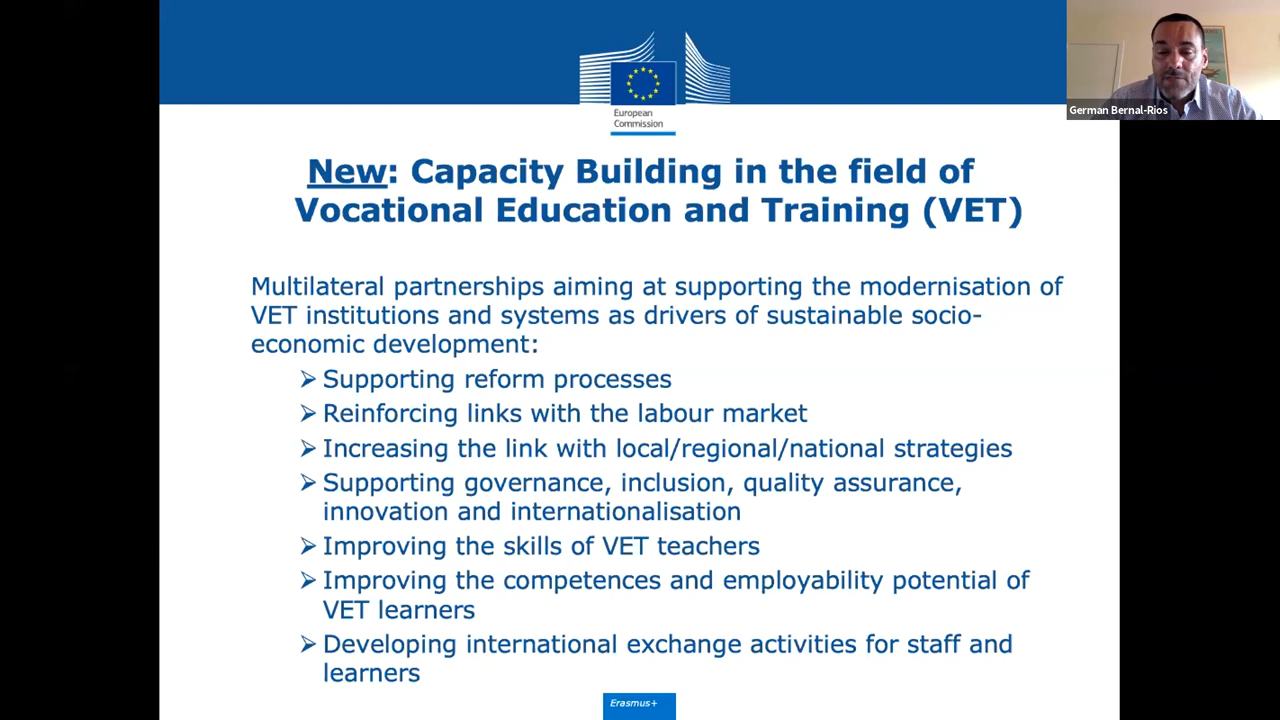 European
Commission
German Bernal-Rios
New: Capacity Building in the field of
Vocational Education and Training (VET)
Multilateral partnerships aiming at supporting the modernisation of
VET institutions and systems as drivers of sustainable socio-
economic development:
Supporting reform processes
Reinforcing links with the labour market
Increasing the link with local/regional/national strategies
Supporting governance, inclusion, quality assurance,
innovation and internationalisation
Improving the skills of VET teachers
Improving the competences and employability potential of
VET learners
Developing international exchange activities for staff and
learners
Erasmus+